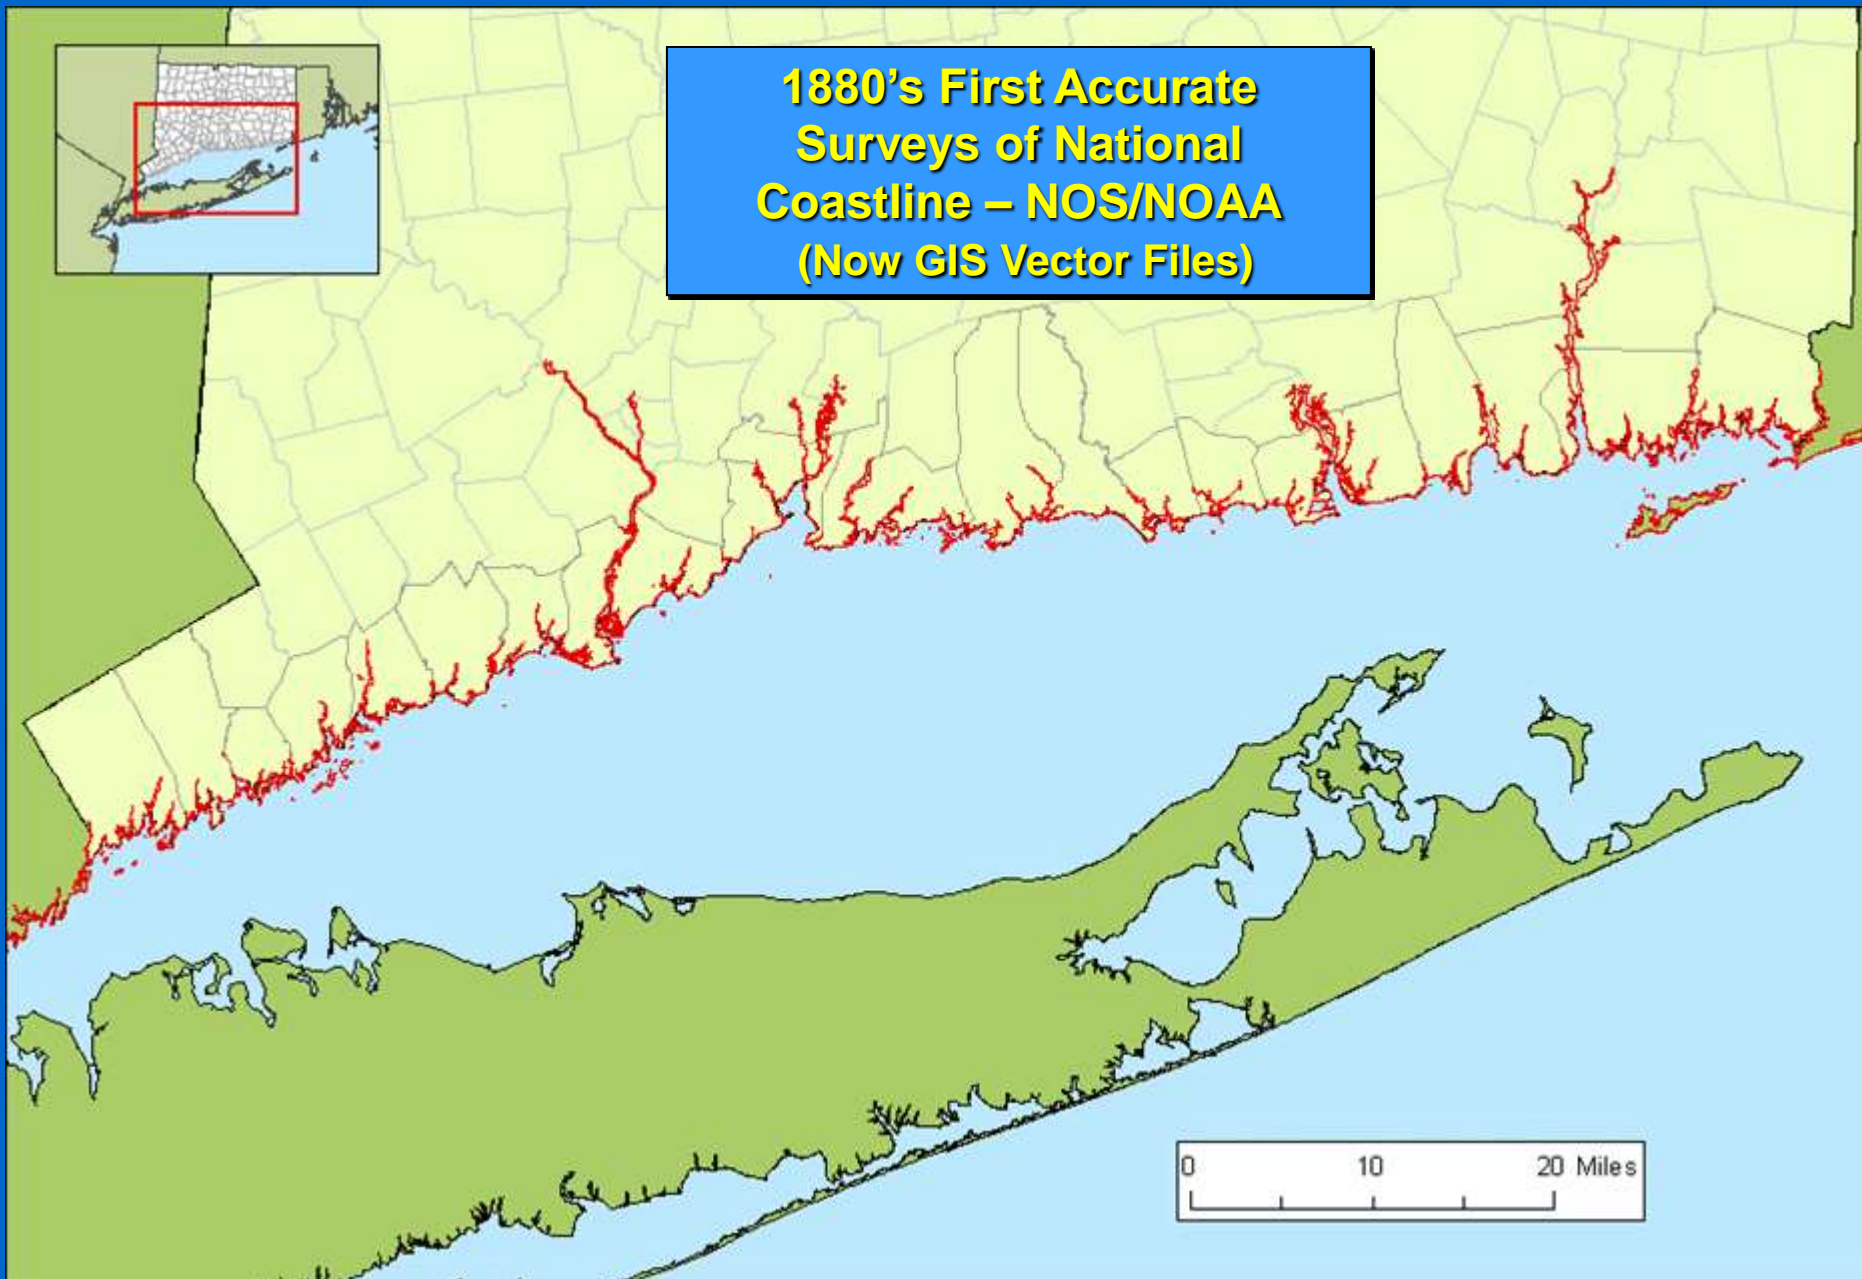 1880’s First Accurate
Surveys of National
Coastline – NOS/NOAA
(Now GIS Vector Files)
0 10 20 Miles